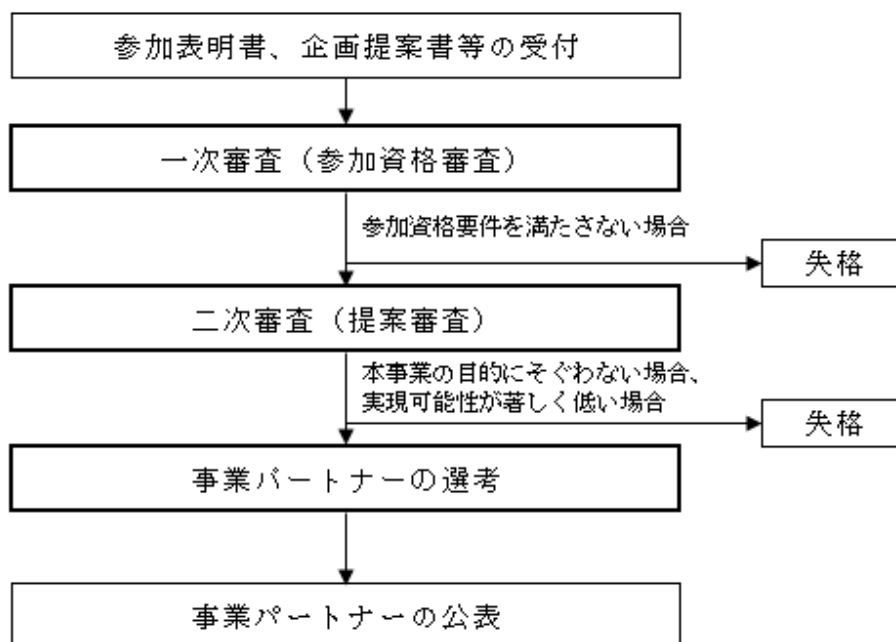 参加表明書、企画提案書等の受付
一次審査（参加資格審査）
参加資格要件を満たさない場合
失格
二次審査（提案審査）
本事業の目的にそぐわない場合、
実現可能性が著しく低い場合
失格
事業パートナーの選考
事業パートナーの公表